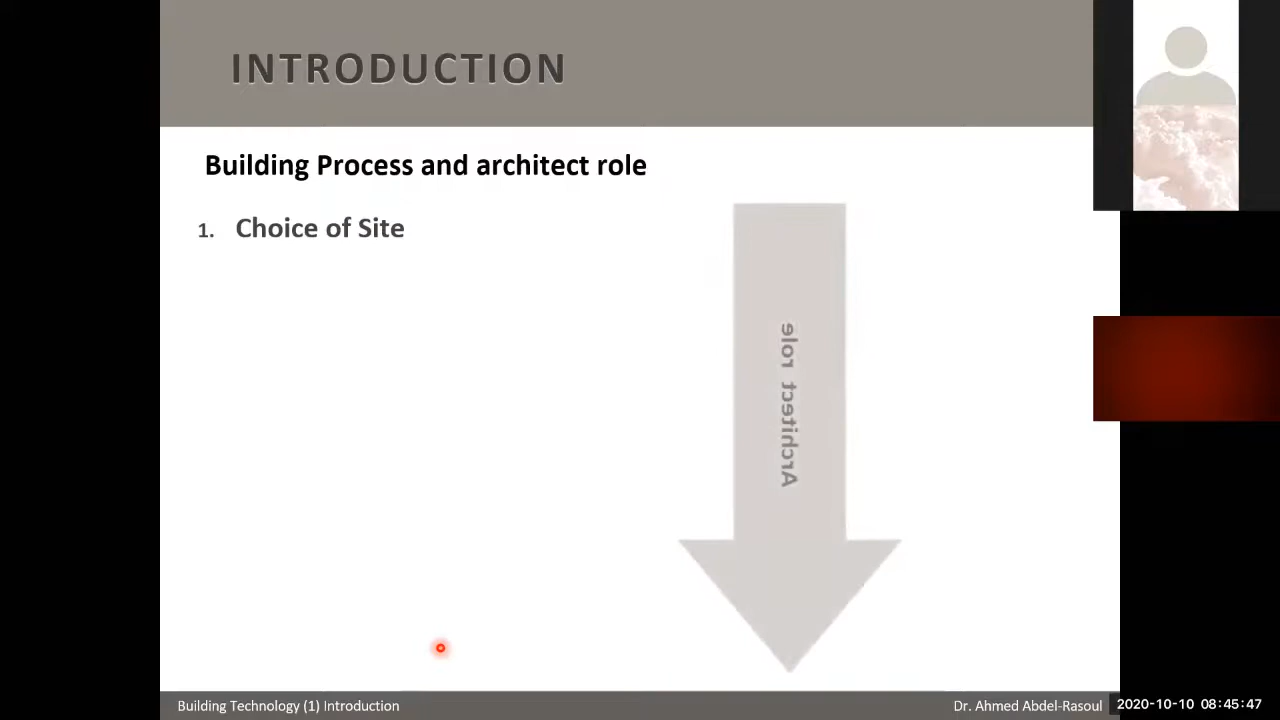 INTRODUCTION
Building Process and architect role
1. Choice of Site
Architect role
Building Technology (1) Introduction
Dr. Ahmed Abdel-Rasoul
2020-10-10 08:45:47